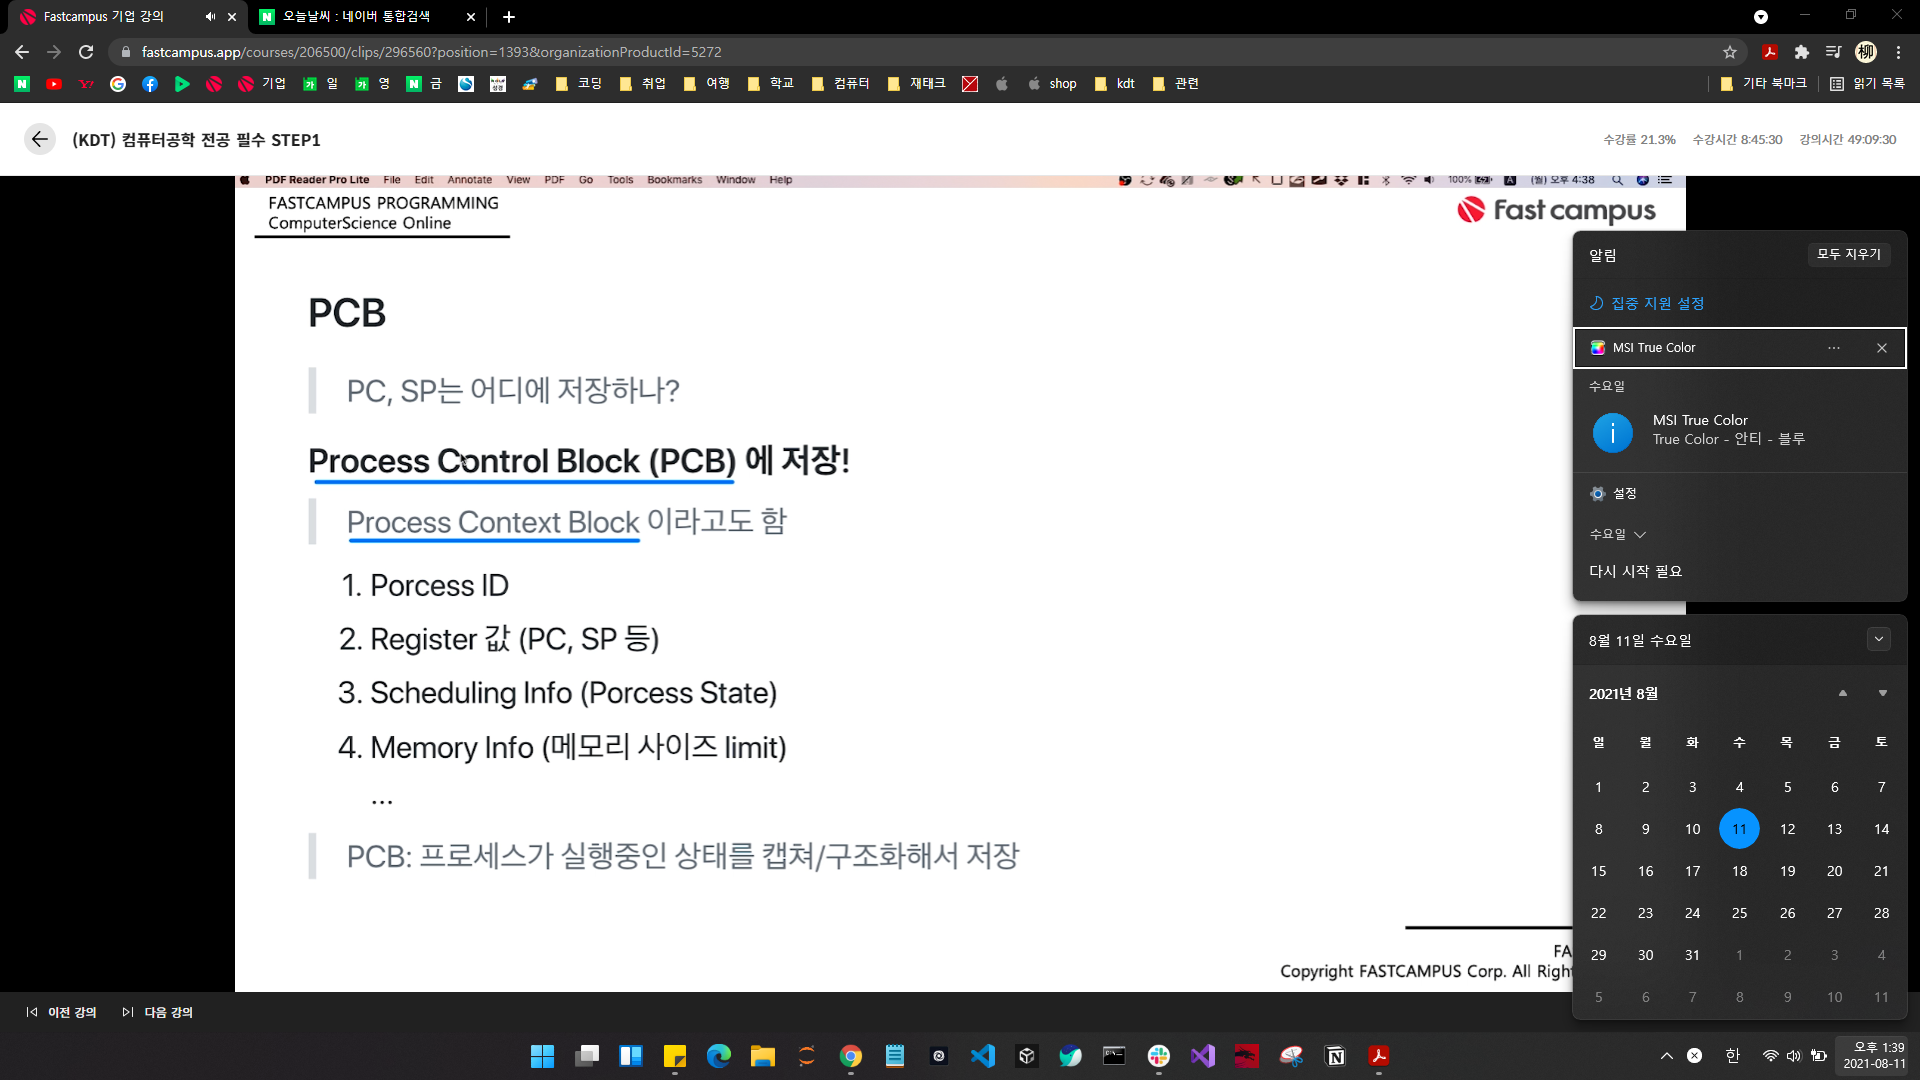 Fastcampus 기업 강의
오늘날씨 : 네이버 통합검색
fastcampus.app/courses/206500/clips/296560?position=1393&organizationProductId=5272
기업
일
영
금
코딩
취업
여행
학교
컴퓨터
재태크
shop
kdt
관련
기타 북마크
읽기 목록
(KDT) 컴퓨터공학 전공 필수 STEP1
수강률 21.3% 수강시간 8:45:30 강의시간 49:09:30
PDF Reader Pro Lite File Edit Annotate View PDF Go Tools Bookmarks Window Help
100% (월) 오후 4:38
FASTCAMPUS PROGRAMMING
ComputerScience Online
Fast campus
PCB
PC, SP는 어디에 저장하나?
Process Control Block (PCB) 에 저장!
Process Context Block 이라고도 함
1. Porcess ID
2. Register 값 (PC, SP 등)
3. Scheduling Info (Porcess State)
4. Memory Info (메모리 사이즈 limit)
...
PCB: 프로세스가 실행중인 상태를 캡쳐/구조화해서 저장
FA
Copyright FASTCAMPUS Corp. All Righ
알림
모두 지우기
집중 지원 설정
MSI True Color
수요일
MSI True Color
True Color - 안티 - 블루
설정
수요일
다시 시작 필요
8월 11일 수요일
2021년 8월
일 월 화 수 목 금 토
1 2 3 4 5 6 7
8 9 10 11 12 13 14
15 16 17 18 19 20 21
22 23 24 25 26 27 28
29 30 31 1 2 3 4
5 6 7 8 9 10 11
이전 강의
다음 강의
한
오후 1:39
2021-08-11